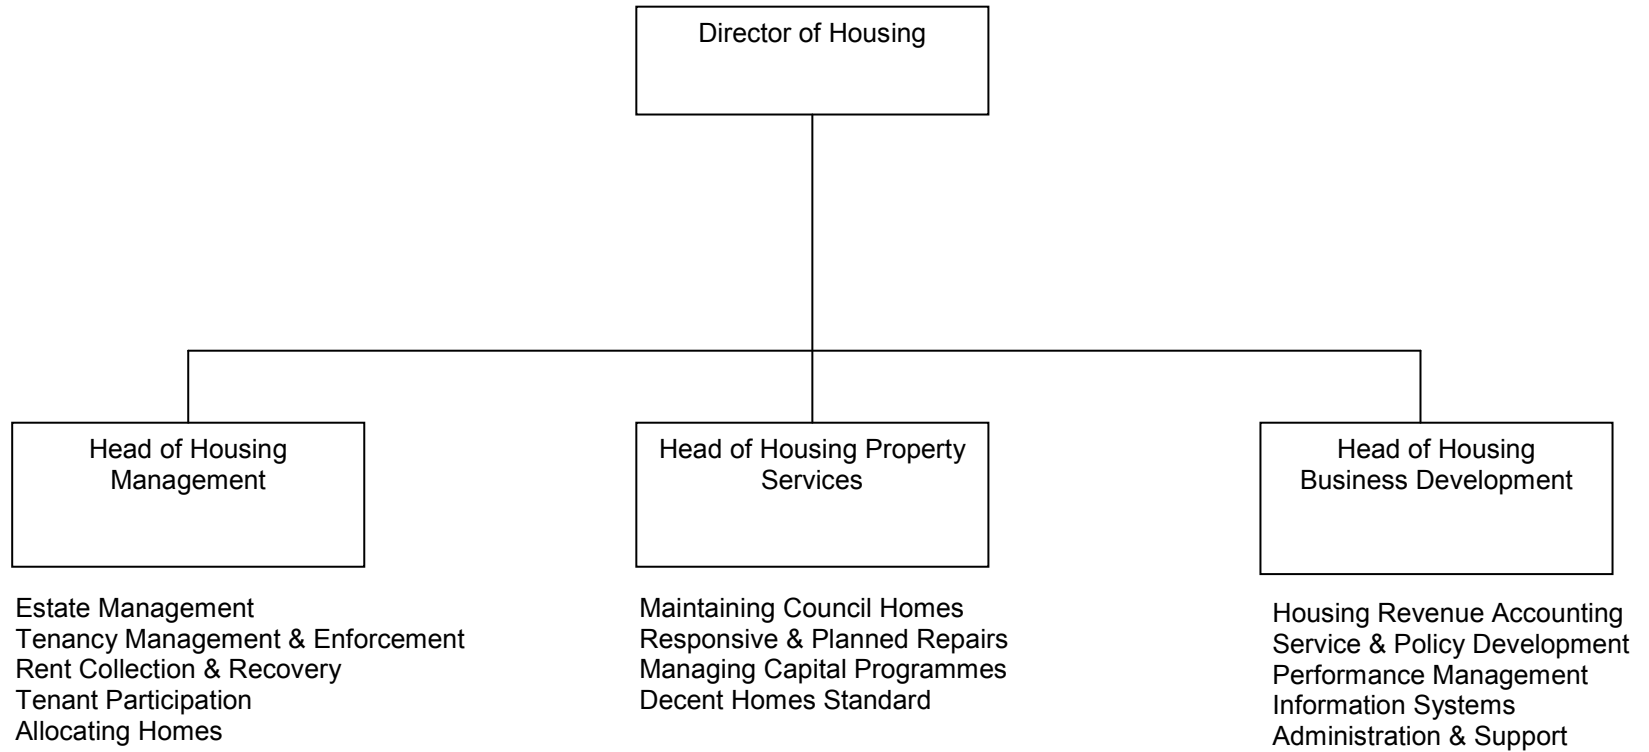 Director of Housing
Head of Housing
Management
Head of Housing Property
Services
Head of Housing
Business Development
Estate Management
Tenancy Management & Enforcement
Rent Collection & Recovery
Tenant Participation
Allocating Homes
Maintaining Council Homes
Responsive & Planned Repairs
Managing Capital Programmes
Decent Homes Standard
Housing Revenue Accounting
Service & Policy Development
Performance Management
Information Systems
Administration & Support